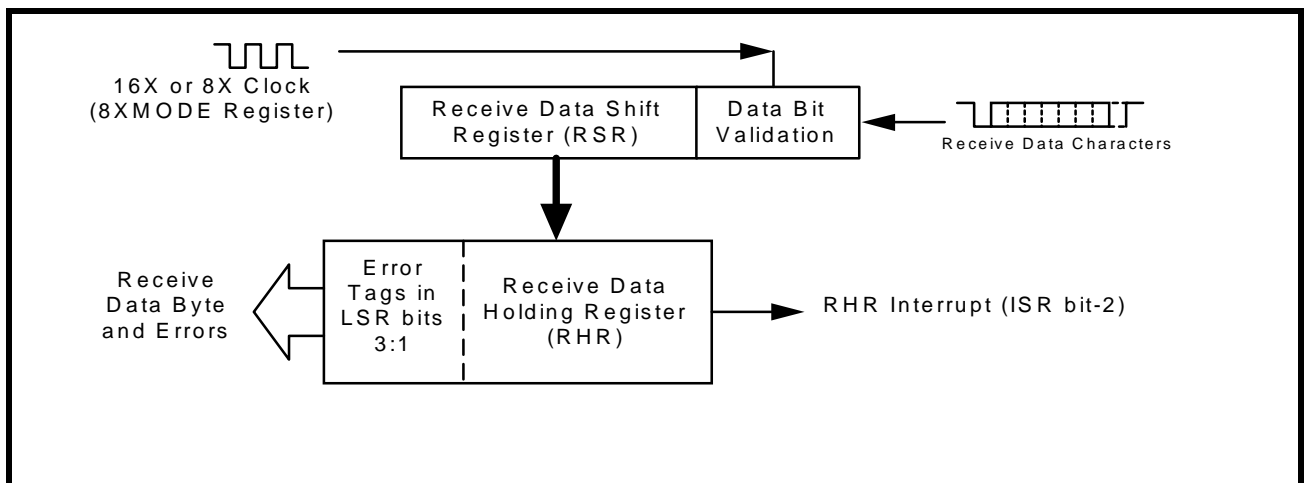 16X or 8X Clock
(8XMODE Register)
Receive Data Shift
Register (RSR)
Data Bit
Validation
Receive Data Characters
Receive
Data Byte
and Errors
Error
Tags in
LSR bits
3:1
Receive Data
Holding Register
(RHR)
RHR Interrupt (ISR bit-2)